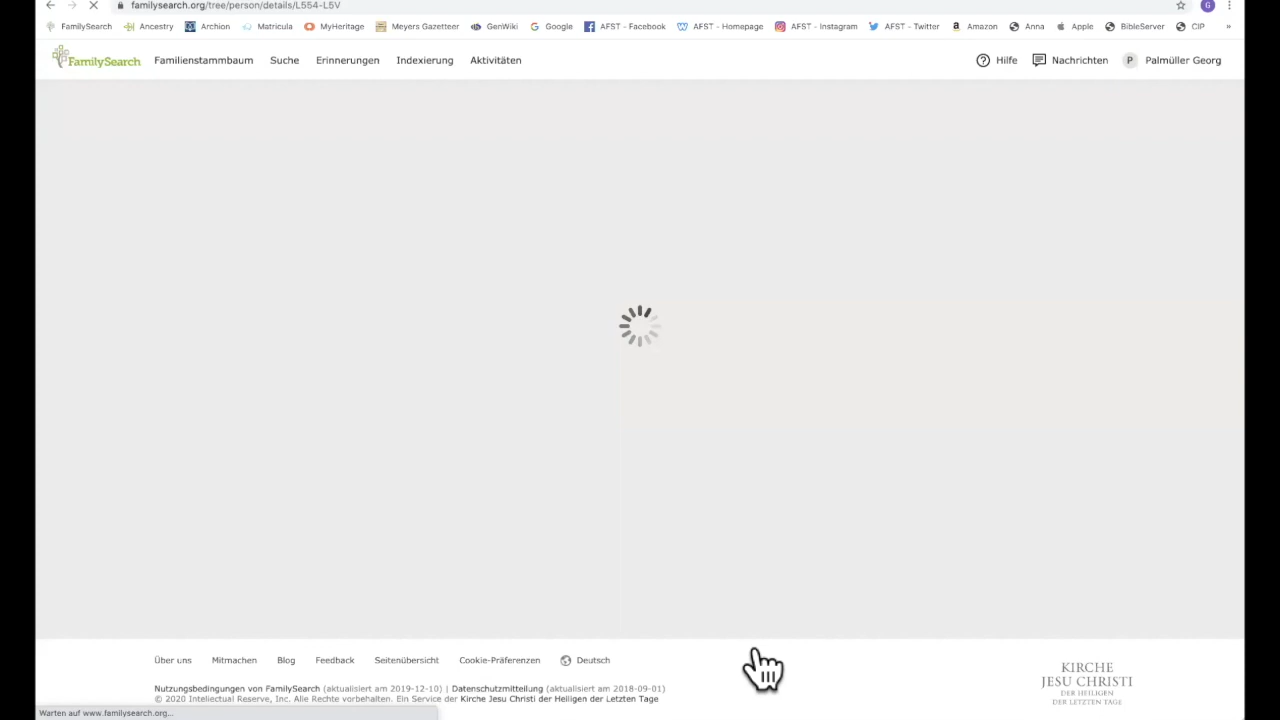 familysearch.org/tree/person/details/L554-L5V G
FamilySearch Ancestry Archion Matricula MyHeritage Meyers Gazetteer GenWiki Google AFST - Facebook AFST - Homepage AFST - Instagram AFST - Twitter Amazon Anna Apple BibleServer CIP »
FamilySearch Familienstammbaum Suche Erinnerungen Indexierung Aktivitäten Hilfe Nachrichten P Palmüller Georg
Über uns Mitmachen Blog Feedback Seitenübersicht Cookie-Präferenzen Deutsch
Nutzungsbedingungen von FamilySearch (aktualisiert am 2019-12-10) | Datenschutzmitteilung (aktualisiert am 2018-09-01)
© 2020 Intellectual Reserve, Inc. Alle Rechte vorbehalten. Ein Service der Kirche Jesu Christi der Heiligen der Letzten Tage
KIRCHE
JESU CHRISTI
DER HEILIGEN
DER LETZTEN TAGE
Warten auf www.familysearch.org...